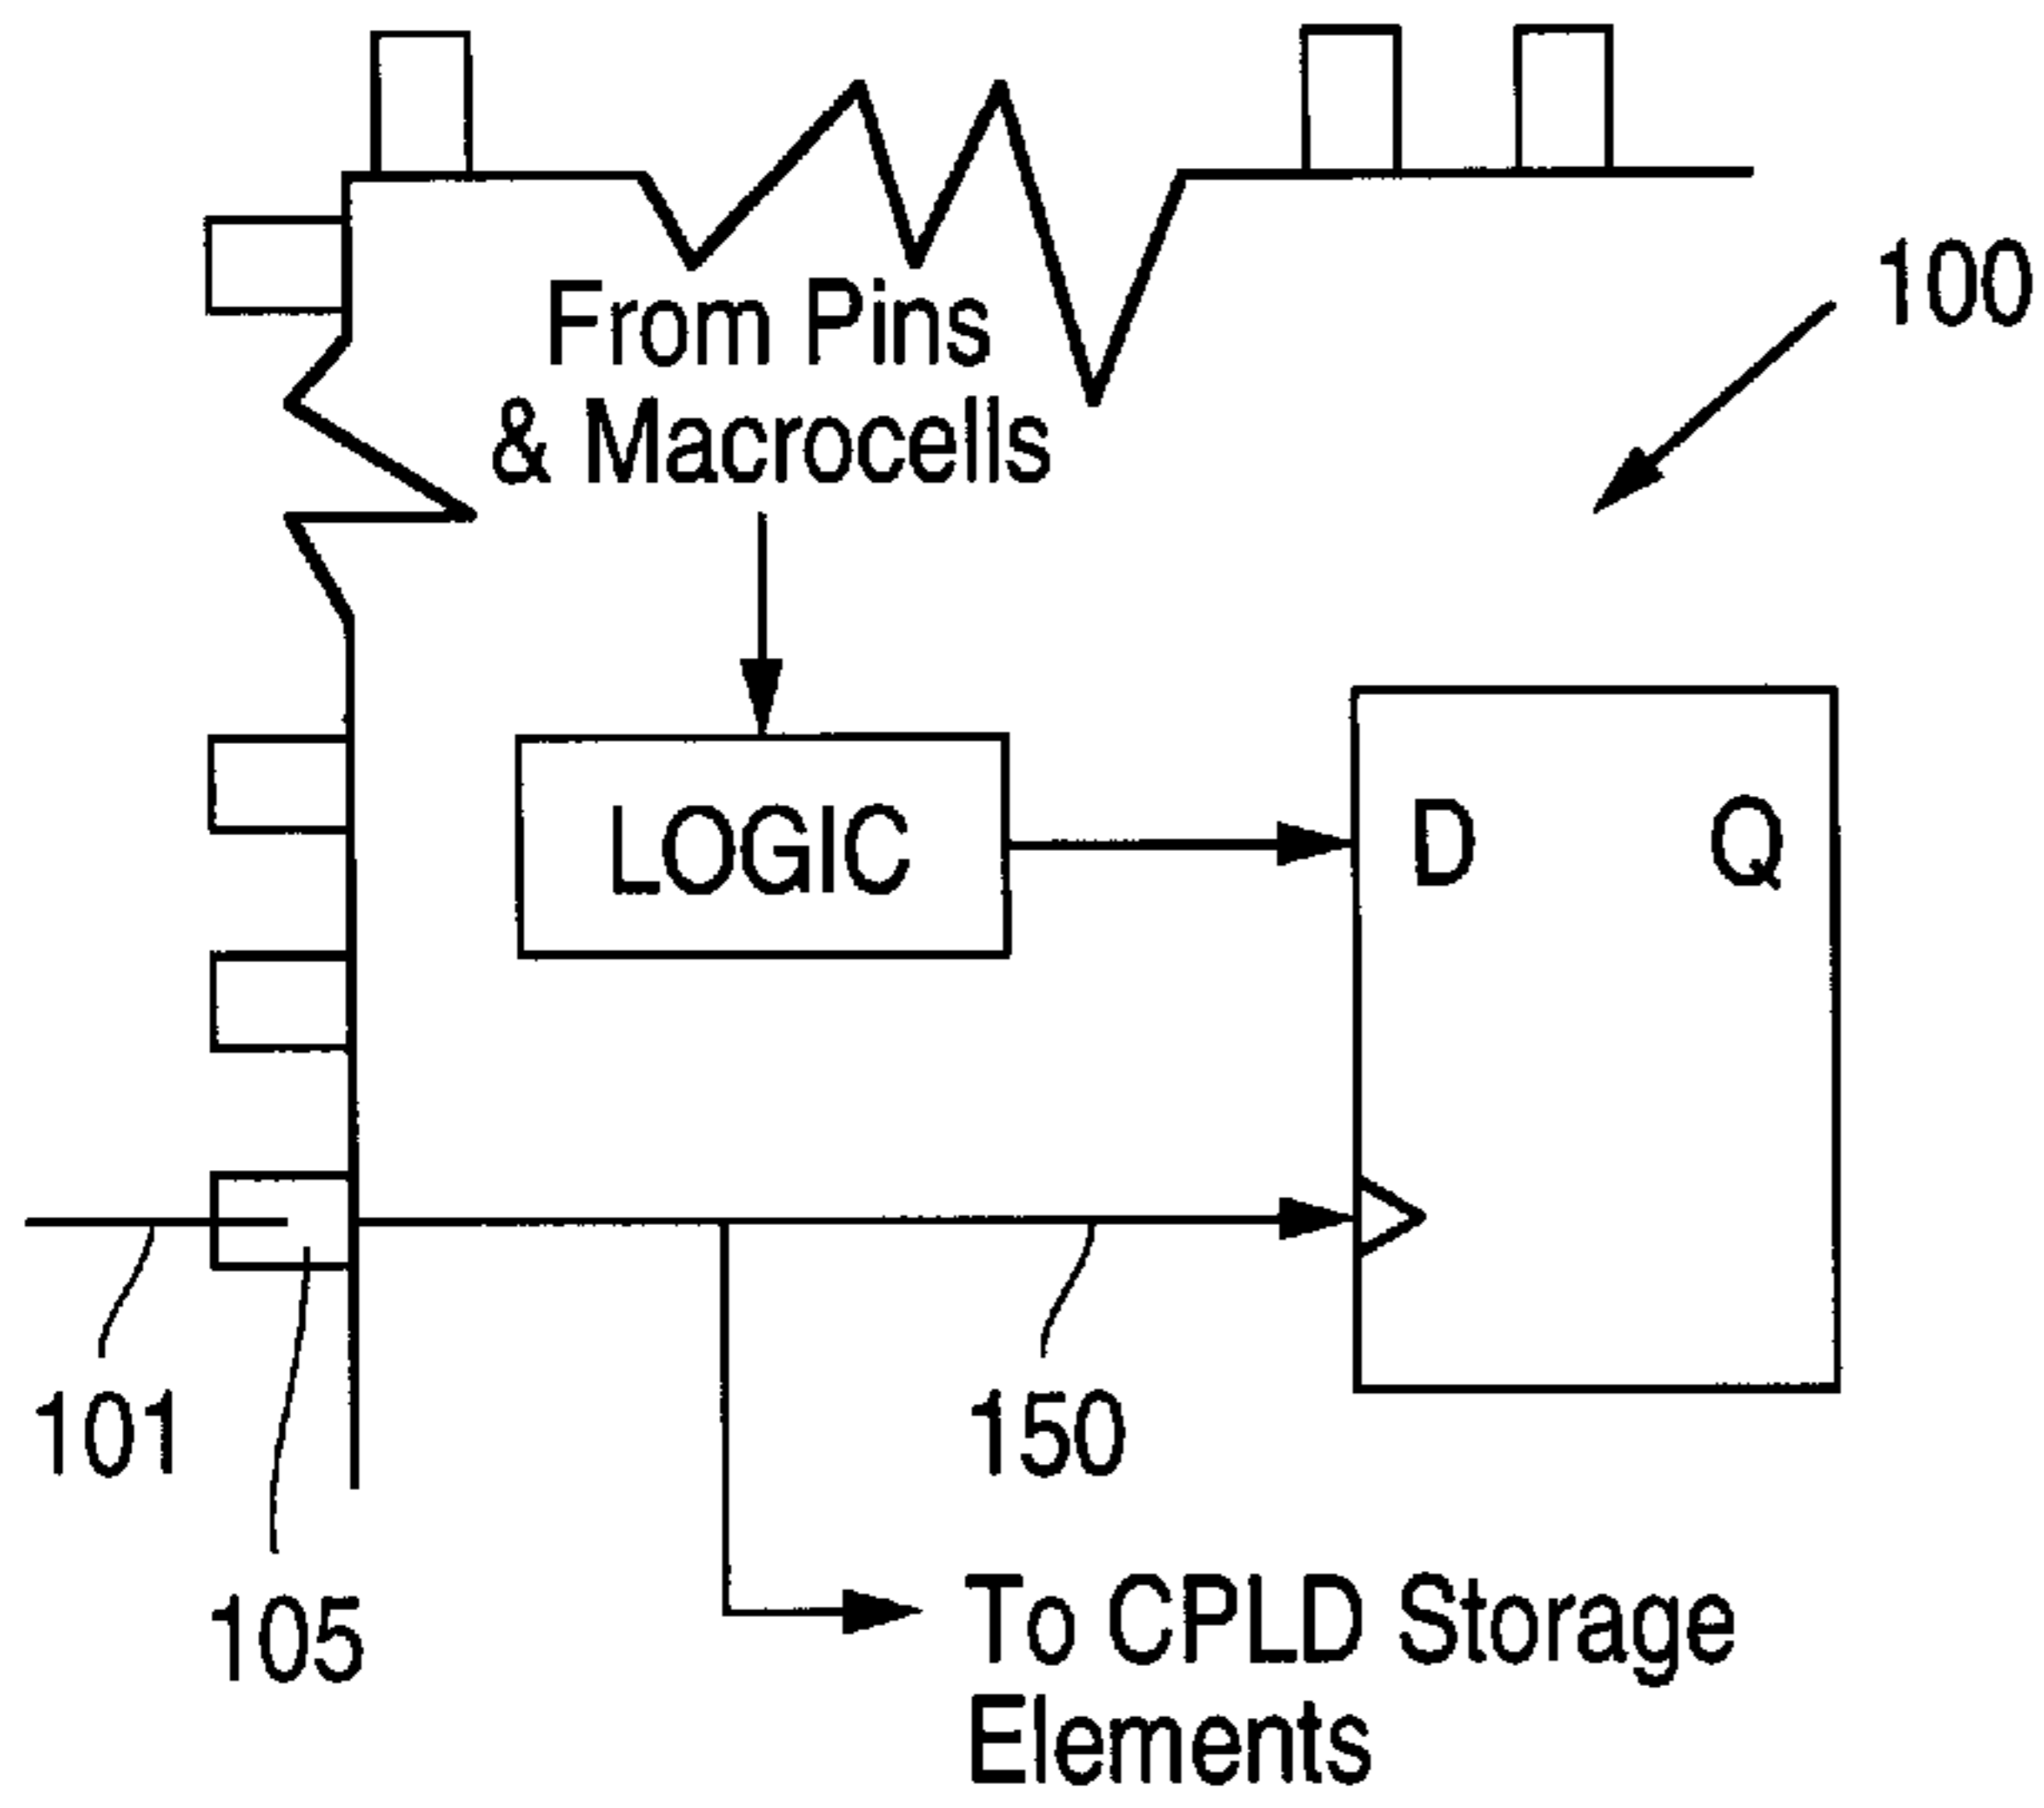 From Pins
& Macrocells
100
LOGIC
D
Q
101
150
105
To CPLD Storage
Elements